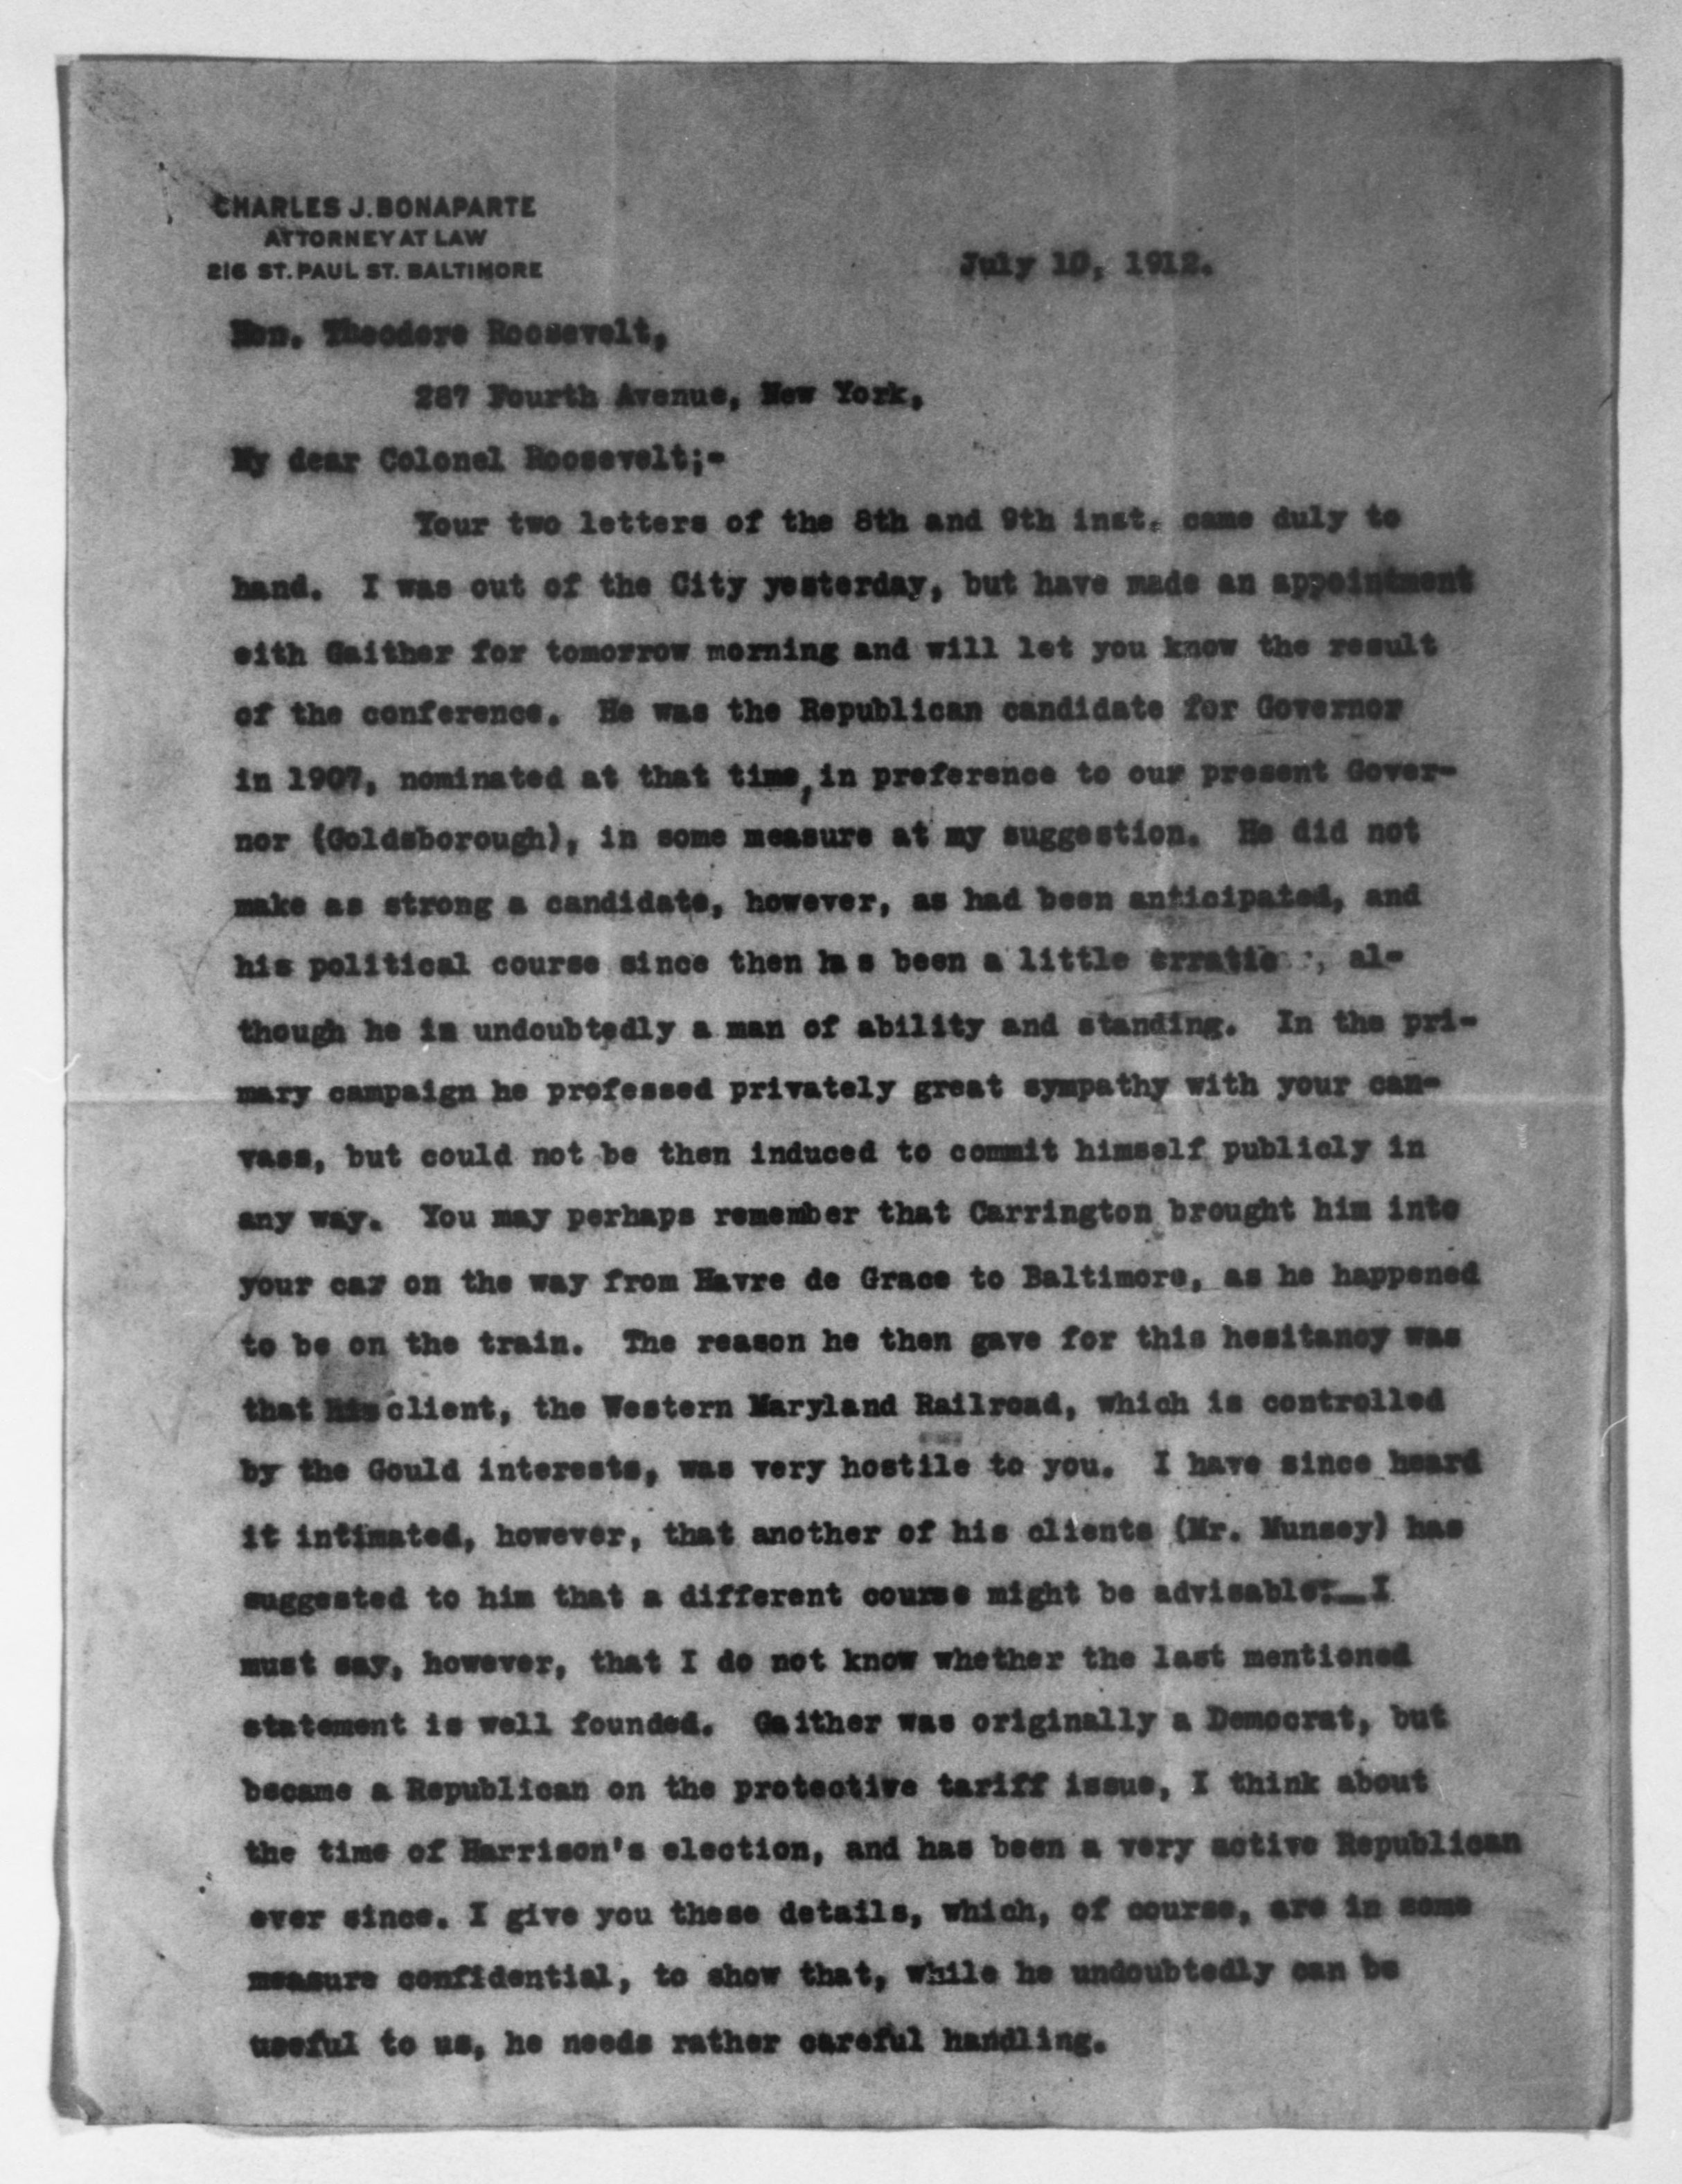 CHARLES J. BONAPARTE
ATTORNEY AT LAW
216 ST. PAUL ST. BALTIMORE
July 10, 1912.
Hon. Theodore Roosevelt,
287 Fourth Avenue, New York,
My dear Colonel Roosevelt;-
Your two letters of the 8th and 9th inst. came duly to
hand. I was out of the City yesterday, but have made an appointment
eith Gaither for tomorrow morning and will let you know the result
of the conference. He was the Republican candidate for Governor
in 1907, nominated at that time, in preference to our present Gover-
nor (Goldsborough), in some measure at my suggestion. He did not
make as strong a candidate, however, as had been anticipated, and
his political course since then has been a little erratic, al-
though he is undoubtedly a man of ability and standing. In the pri-
mary campaign he professed privately great sympathy with your can-
vass, but could not be then induced to commit himself publicly in
any way. You may perhaps remember that Carrington brought him into
your car on the way from Havre de Grace to Baltimore, as he happened
to be on the train. The reason he then gave for this hesitancy was
that his client, the Western Maryland Railroad, which is controlled
by the Gould interests, was very hostile to you. I have since heard
it intimated, however, that another of his clients (Mr. Munsey) has
suggested to him that a different course might be advisable. I
must say, however, that I do not know whether the last mentioned
statement is well founded. Gaither was originally a Democrat, but
became a Republican on the protective tariff issue, I think about
the time of Harrison's election, and has been a very active Republican
ever since. I give you these details, which, of course, are in some
measure confidential, to show that, while he undoubtedly can be
useful to us, he needs rather careful handling.